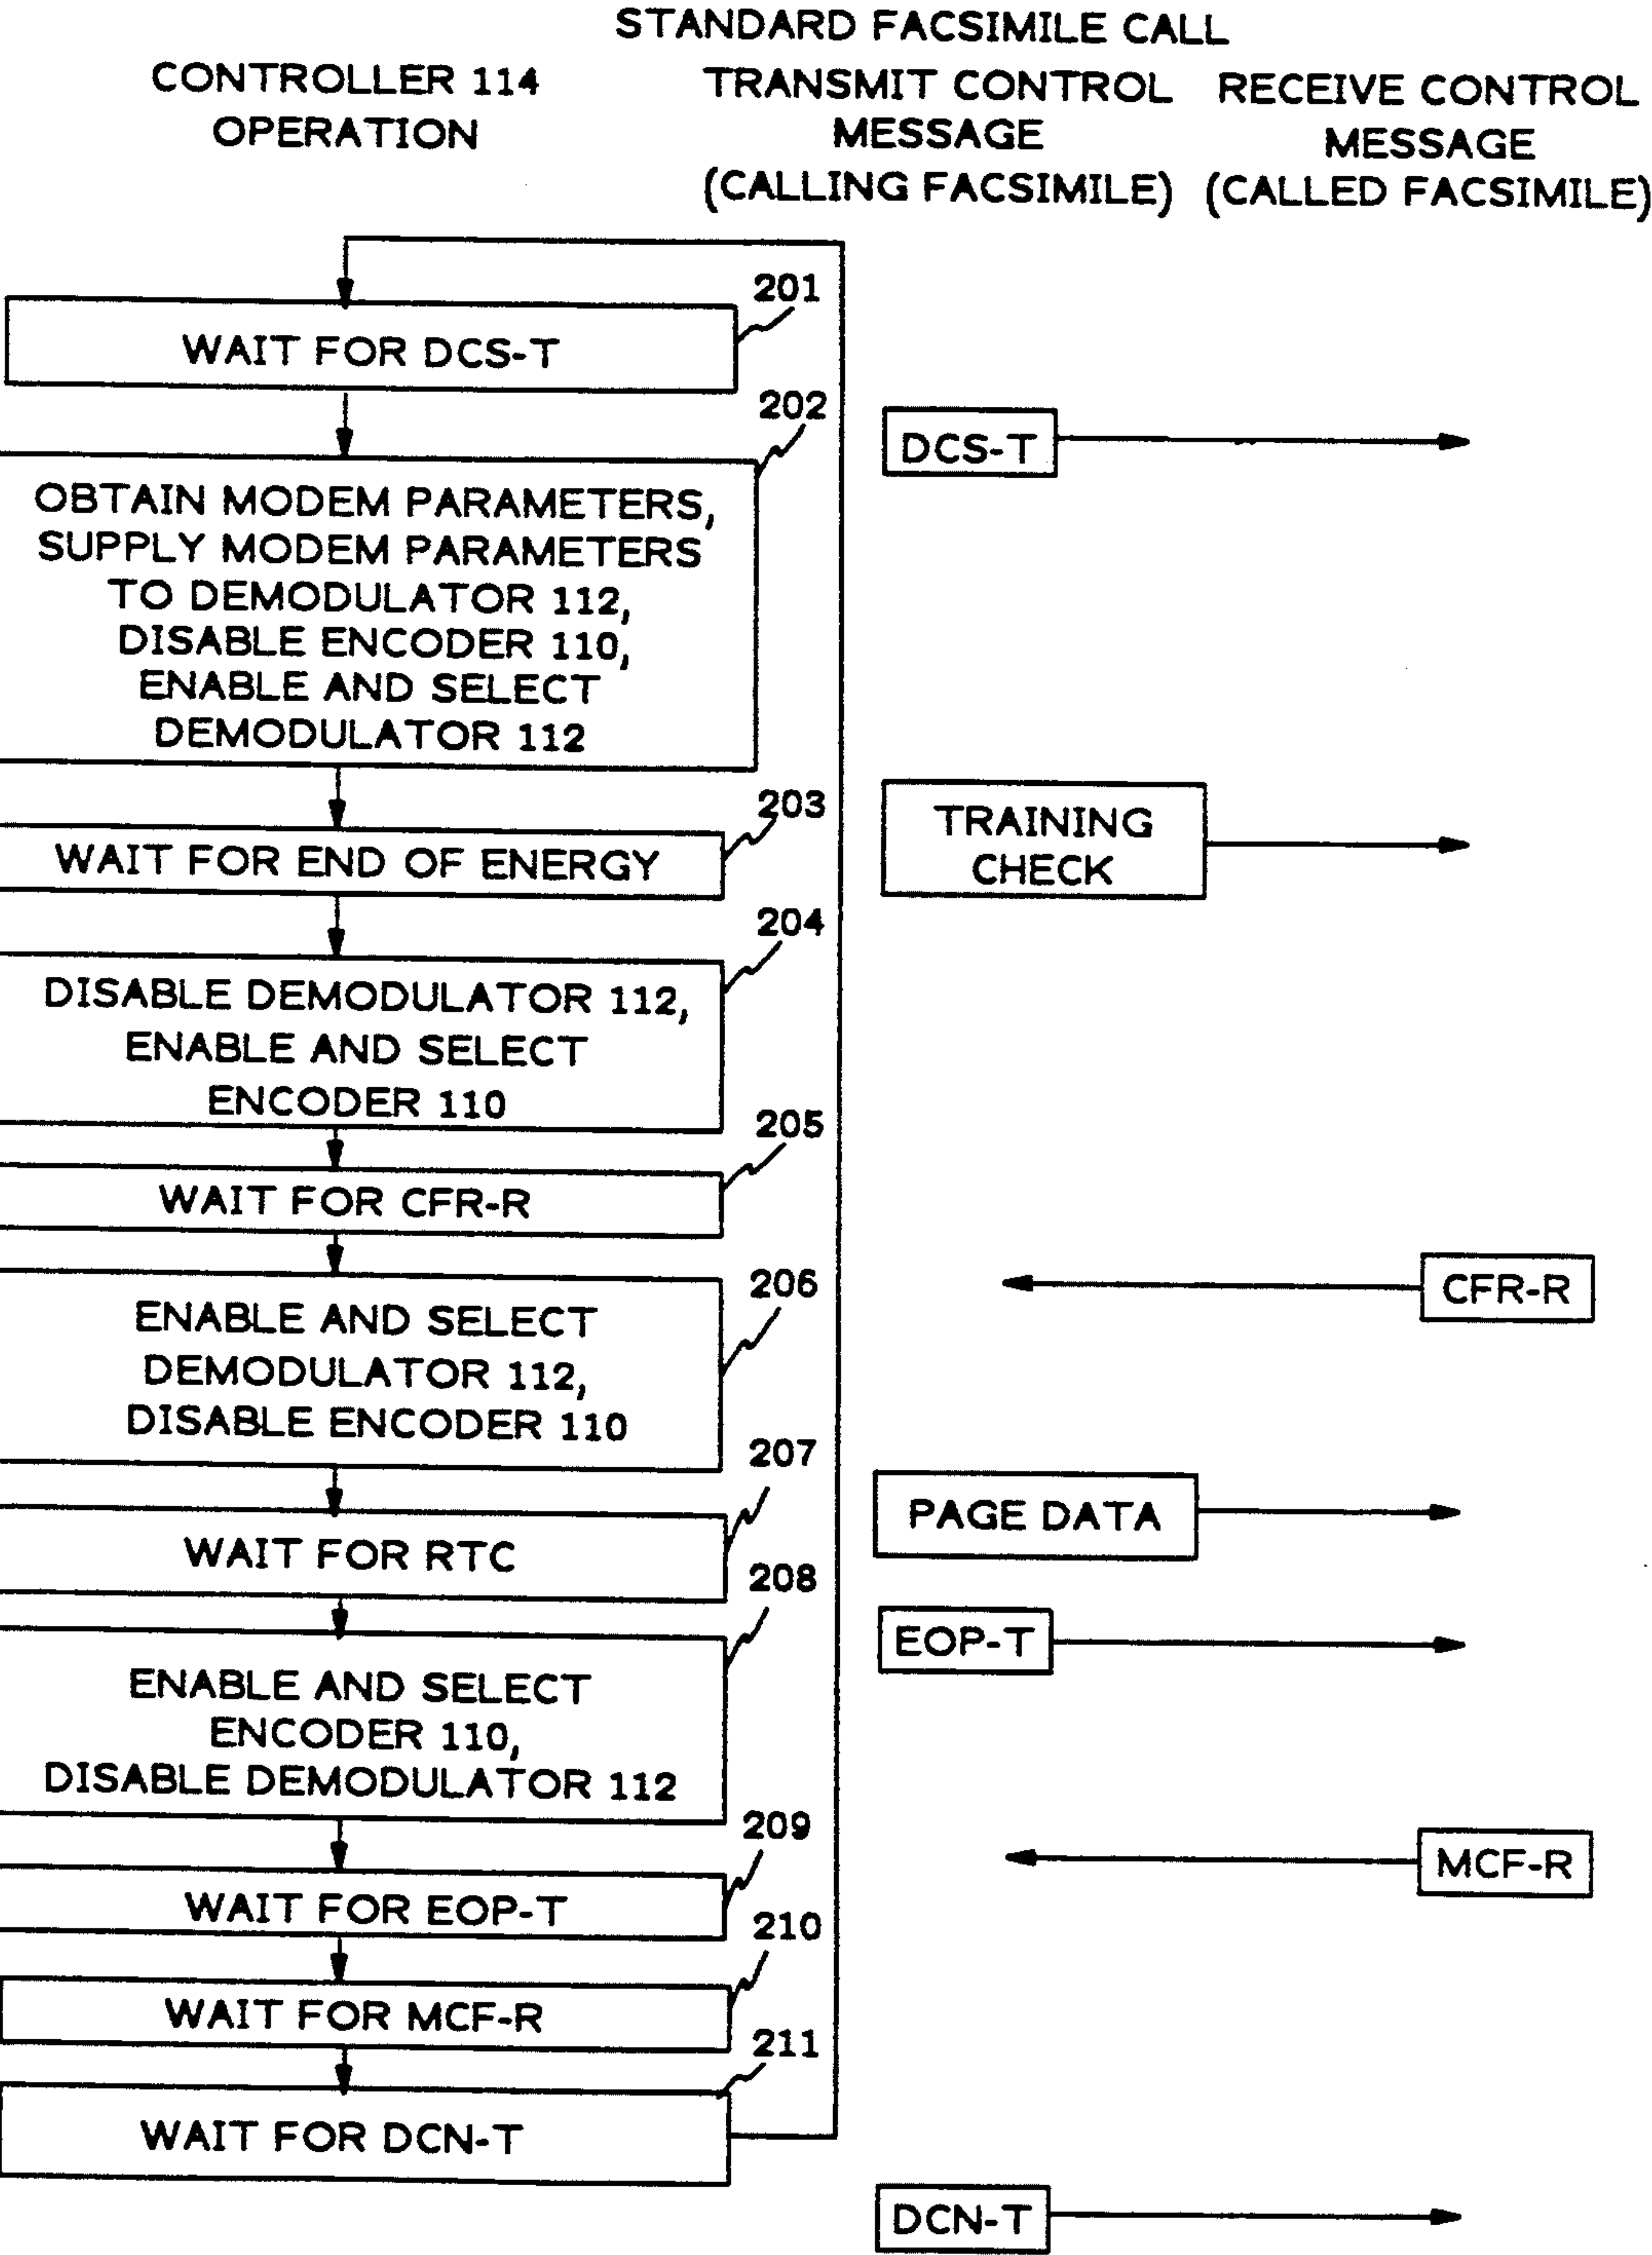 STANDARD FACSIMILE CALL
CONTROLLER 114
OPERATION
TRANSMIT CONTROL
MESSAGE
(CALLING FACSIMILE)
RECEIVE CONTROL
MESSAGE
(CALLED FACSIMILE)
201
WAIT FOR DCS-T
202
DCS-T
OBTAIN MODEM PARAMETERS,
SUPPLY MODEM PARAMETERS
TO DEMODULATOR 112,
DISABLE ENCODER 110,
ENABLE AND SELECT
DEMODULATOR 112
203
WAIT FOR END OF ENERGY
TRAINING
CHECK
204
DISABLE DEMODULATOR 112,
ENABLE AND SELECT
ENCODER 110
205
WAIT FOR CFR-R
CFR-R
206
ENABLE AND SELECT
DEMODULATOR 112,
DISABLE ENCODER 110
207
WAIT FOR RTC
PAGE DATA
208
EOP-T
ENABLE AND SELECT
ENCODER 110,
DISABLE DEMODULATOR 112
209
WAIT FOR EOP-T
MCF-R
210
WAIT FOR MCF-R
211
WAIT FOR DCN-T
DCN-T